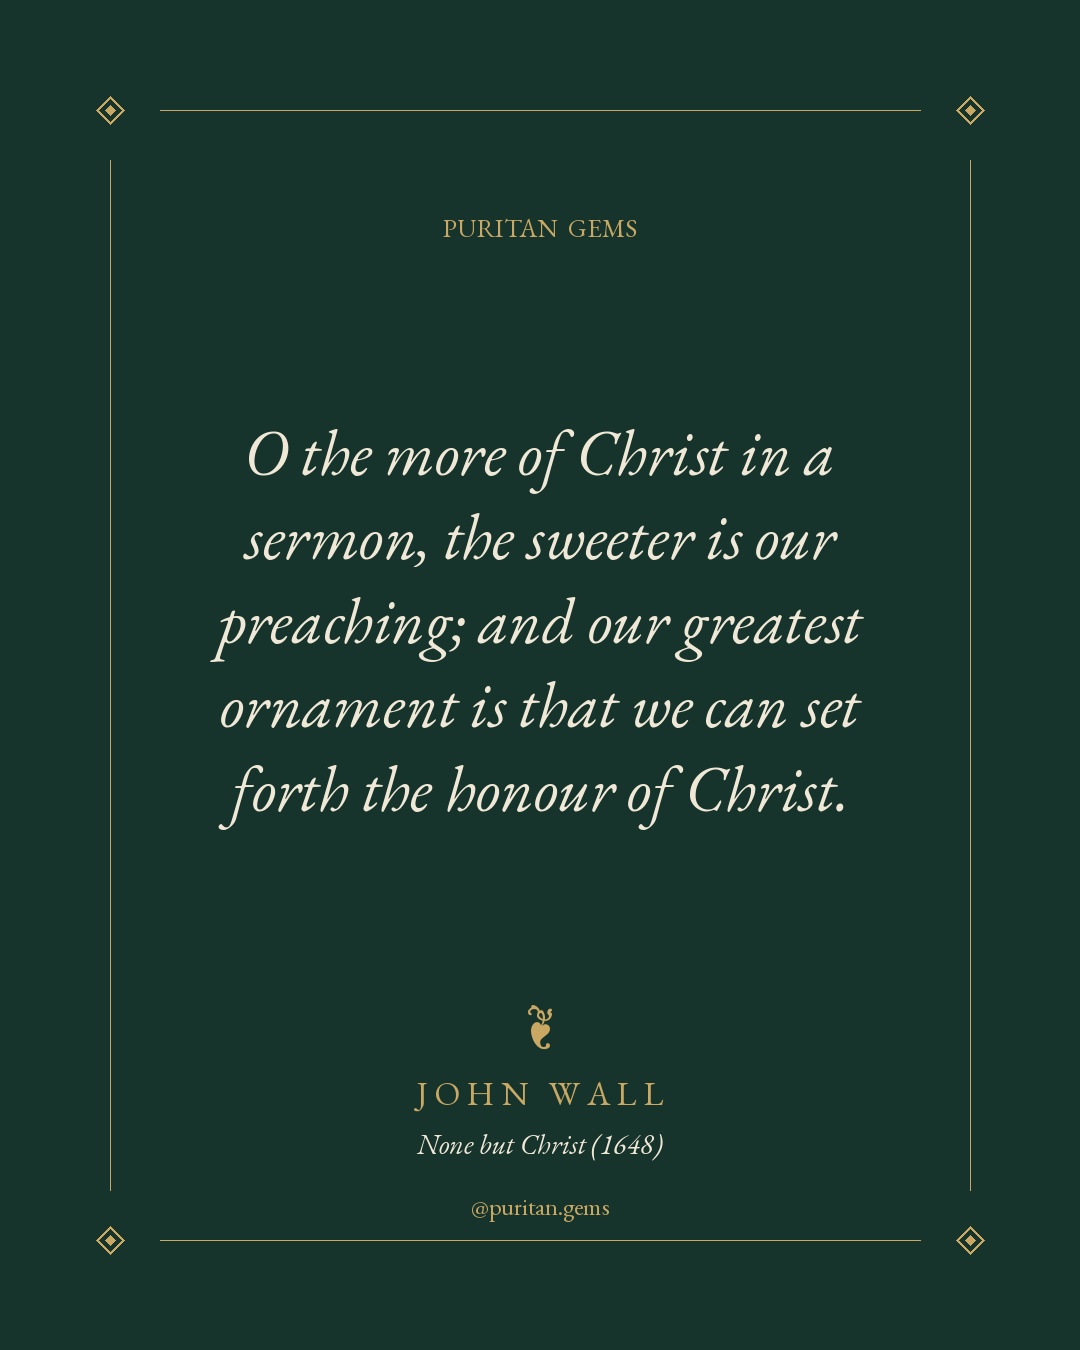 PURITAN GEMS
O the more of Christ in a
sermon, the sweeter is our
preaching; and our greatest
ornament is that we can set
forth the honour of Christ.
JOHN WALL
None but Christ (1648)
@puritan.gems